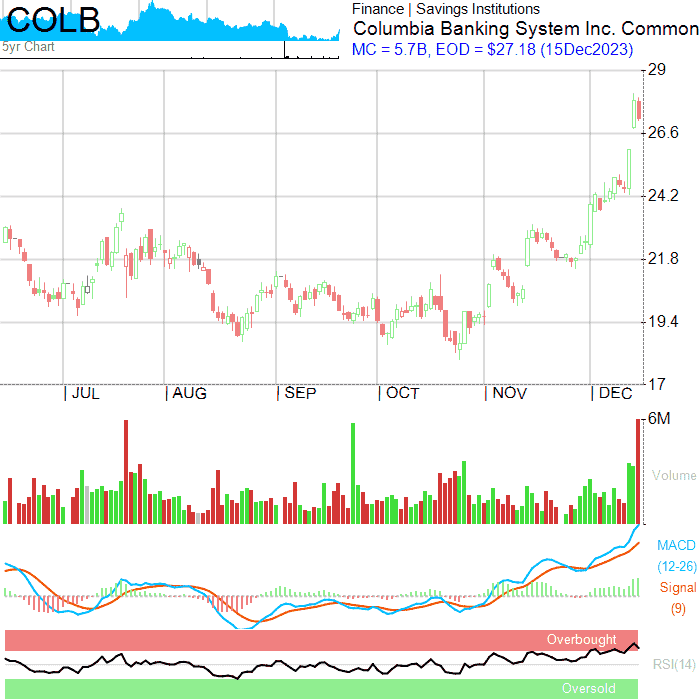 COLB
5yr Chart
Finance | Savings Institutions
Columbia Banking System Inc. Common
MC = 5.7B, EOD = $27.18 (15Dec2023)
29
26.6
24.2
21.8
19.4
17
| JUL | AUG | SEP | OCT | NOV | DEC
6M
Volume
MACD
(12-26)
Signal
(9)
Overbought
RSI(14)
Oversold